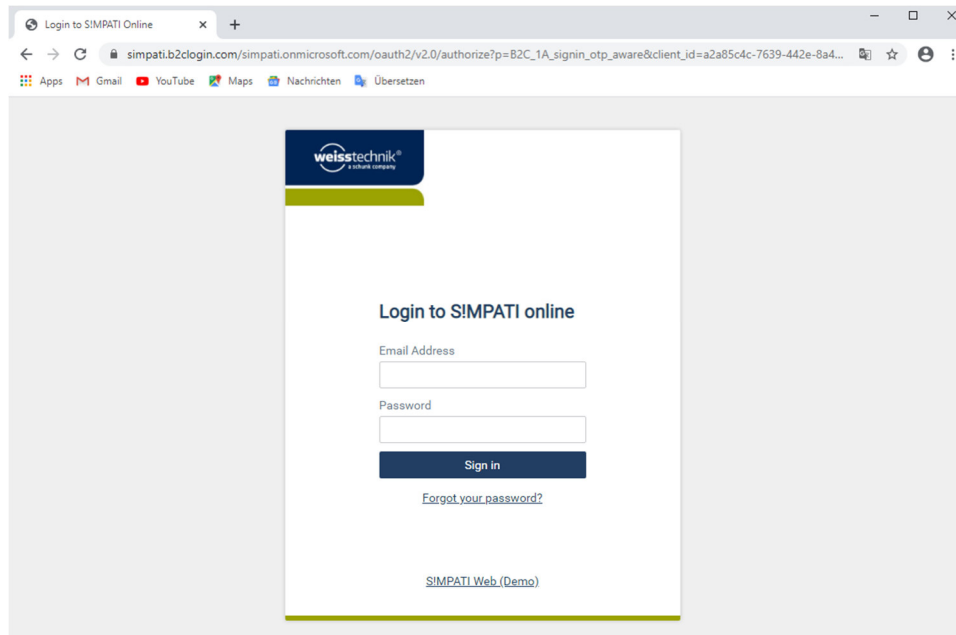 Login to S!MPATI Online
simpati.b2clogin.com/simpati.onmicrosoft.com/oauth2/v2.0/authorize?p=B2C_1A_signin_otp_aware&client_id=a2a85c4c-7639-442e-8a4...
Apps Gmail YouTube Maps Nachrichten Übersetzen
weisstechnik®
a schunk company
Login to S!MPATI online
Email Address
Password
Sign in
Forgot your password?
S!MPATI Web (Demo)